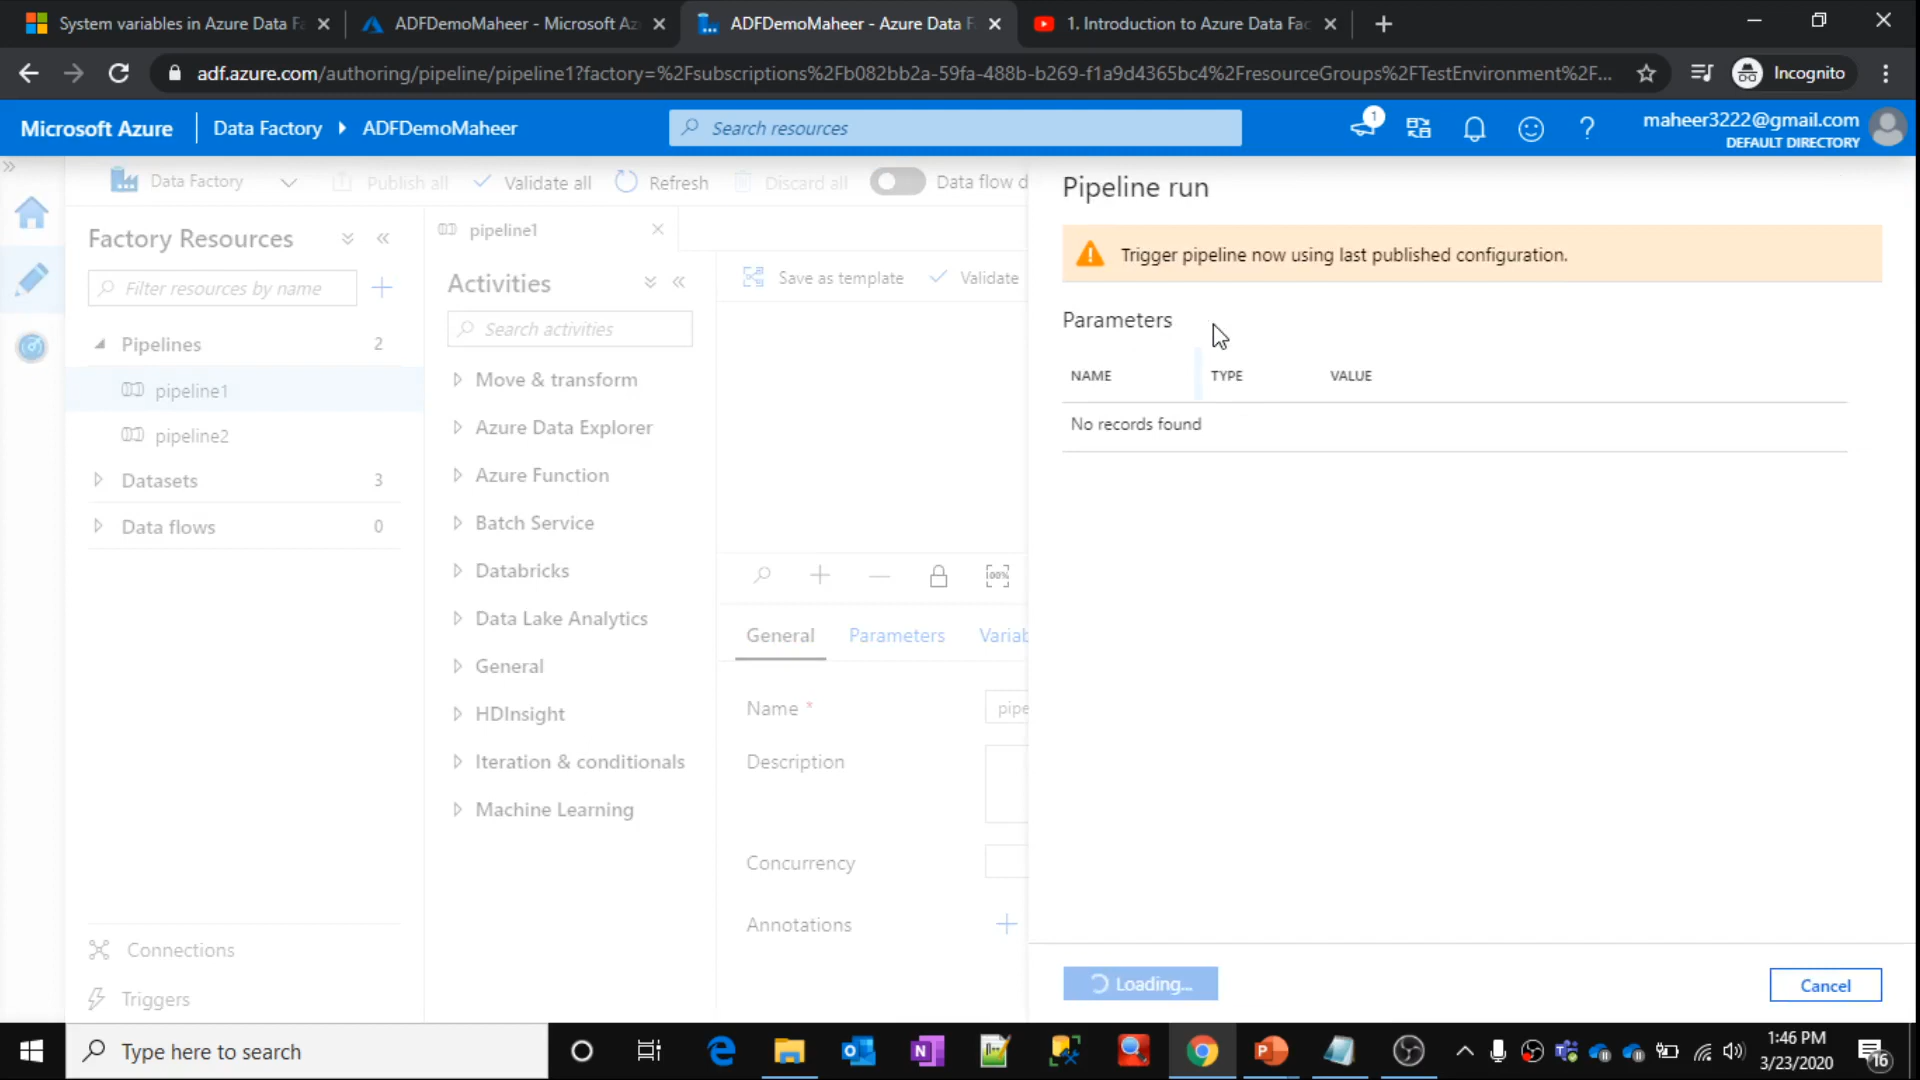 System variables in Azure Data Fa
ADFDemoMaheer - Microsoft Az
ADFDemoMaheer - Azure Data F
1. Introduction to Azure Data Fac
adf.azure.com/authoring/pipeline/pipeline1?factory=%2Fsubscriptions%2Fb082bb2a-59fa-488b-b269-f1a9d4365bc4%2FresourceGroups%2FTestEnvironment%2F...
Incognito
Microsoft Azure
Data Factory
ADFDemoMaheer
Search resources
1
maheer3222@gmail.com
DEFAULT DIRECTORY
Data Factory
Publish all
Validate all
Refresh
Discard all
Data flow d
Factory Resources
Filter resources by name
Pipelines 2
pipeline1
pipeline2
Datasets 3
Data flows 0
Connections
Triggers
pipeline1
Activities
Search activities
Move & transform
Azure Data Explorer
Azure Function
Batch Service
Databricks
Data Lake Analytics
General
HDInsight
Iteration & conditionals
Machine Learning
Save as template
Validate
100%
General
Parameters
Variab
Name *
pipe
Description
Concurrency
Annotations
Pipeline run
Trigger pipeline now using last published configuration.
Parameters
NAME TYPE VALUE
No records found
Loading...
Cancel
Type here to search
1:46 PM
3/23/2020
16